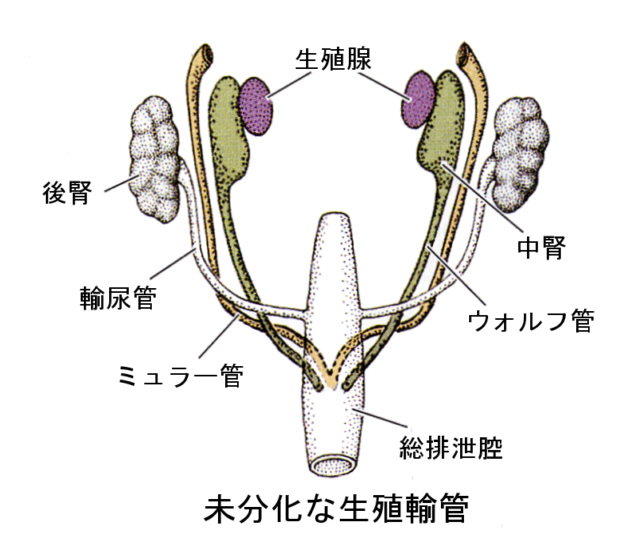 生殖腺
後腎
中腎
輸尿管
ウォルフ管
ミュラー管
総排泄腔
未分化な生殖輸管